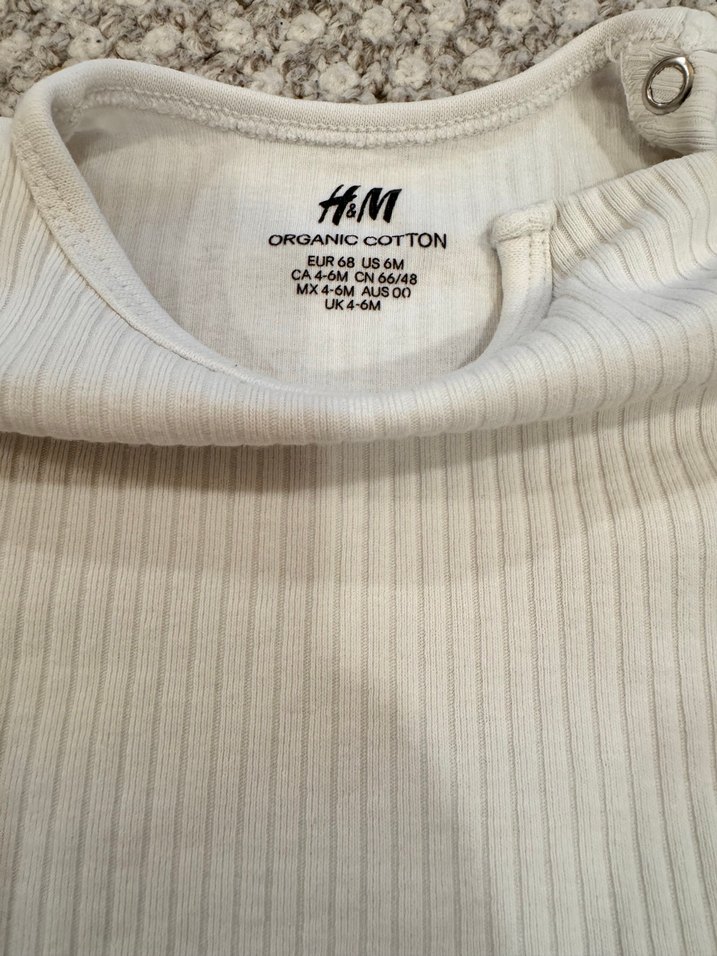 H&M
ORGANIC COTTON
EUR 68 US 6M
CA 4-6M CN 66/48
MX 4-6M AUS 00
UK 4-6M